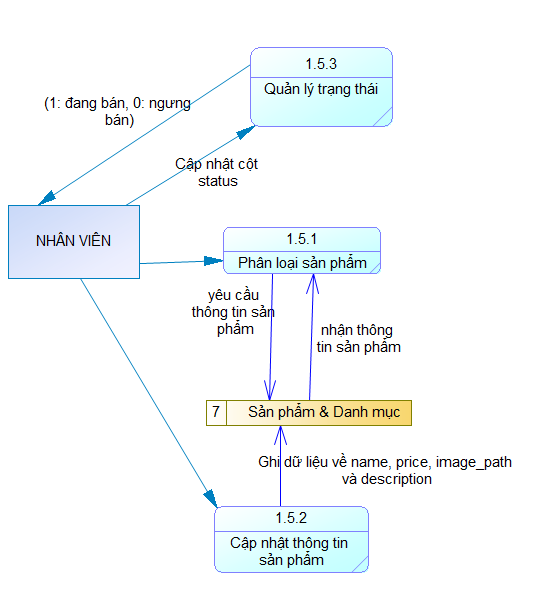 1.5.3
Quản lý trạng thái
(1: đang bán, 0: ngưng
bán)
Cập nhật cột
status
NHÂN VIÊN
1.5.1
Phân loại sản phẩm
yêu cầu
thông tin sản
phẩm
nhận thông
tin sản phẩm
7 Sản phẩm & Danh mục
Ghi dữ liệu về name, price, image_path
và description
1.5.2
Cập nhật thông tin
sản phẩm